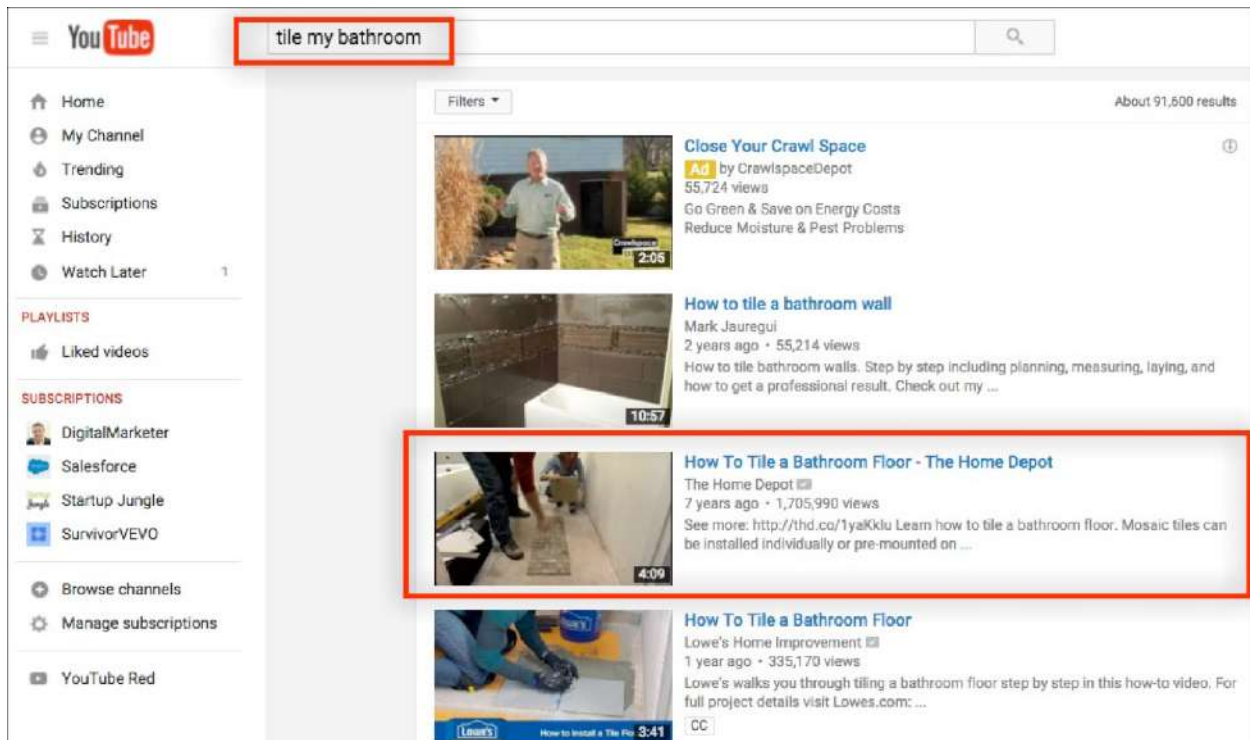 YouTube
tile my bathroom
Home
My Channel
Trending
Subscriptions
History
Watch Later 1
PLAYLISTS
Liked videos
SUBSCRIPTIONS
DigitalMarketer
Salesforce
Startup Jungle
SurvivorVEVO
Browse channels
Manage subscriptions
YouTube Red
Filters
About 91,600 results
Close Your Crawl Space
Ad by CrawlspaceDepot
55,724 views
Go Green & Save on Energy Costs
Reduce Moisture & Pest Problems
Crawlspace
2:05
How to tile a bathroom wall
Mark Jauregui
2 years ago • 55,214 views
How to tile bathroom walls. Step by step including planning, measuring, laying, and
how to get a professional result. Check out my ...
10:57
How To Tile a Bathroom Floor - The Home Depot
The Home Depot
7 years ago • 1,705,990 views
See more: http://thd.co/1yaKklu Learn how to tile a bathroom floor. Mosaic tiles can
be installed individually or pre-mounted on ...
4:09
How To Tile a Bathroom Floor
Lowe's Home Improvement
1 year ago • 335,170 views
Lowe's walks you through tiling a bathroom floor step by step in this how-to video. For
full project details visit Lowes.com: ...
CC
Lowe's
How to Install a Tile Flo
3:41